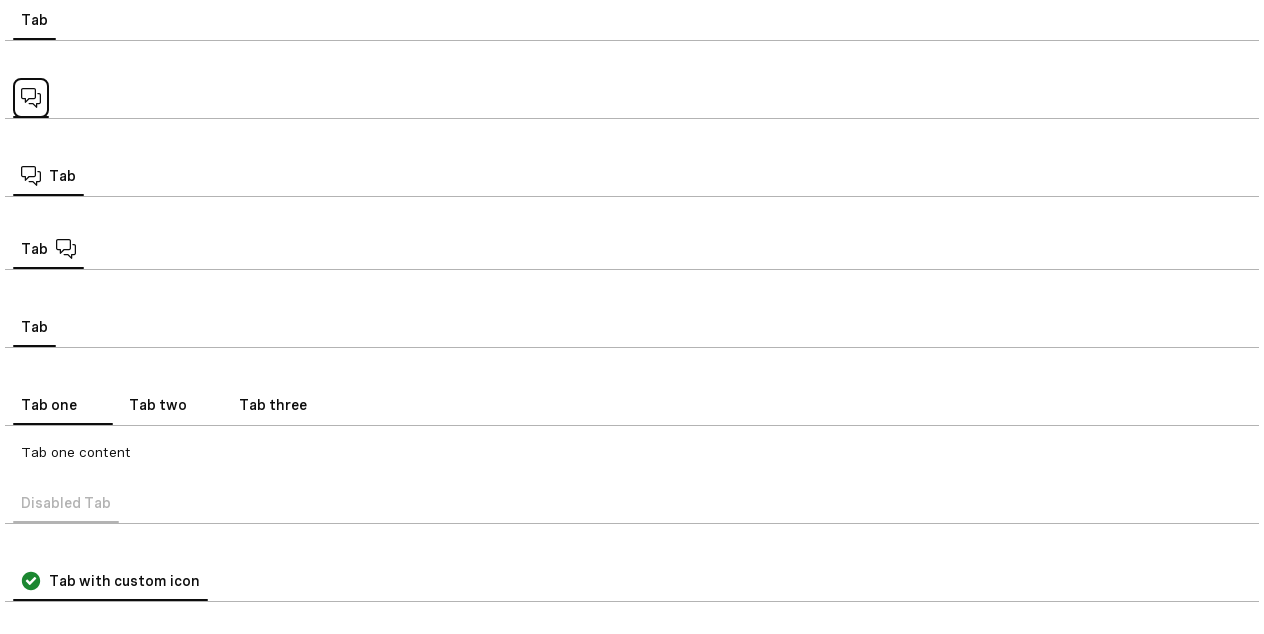 Tab
Tab
Tab
Tab
Tab one Tab two Tab three
Tab one content
Disabled Tab
Tab with custom icon